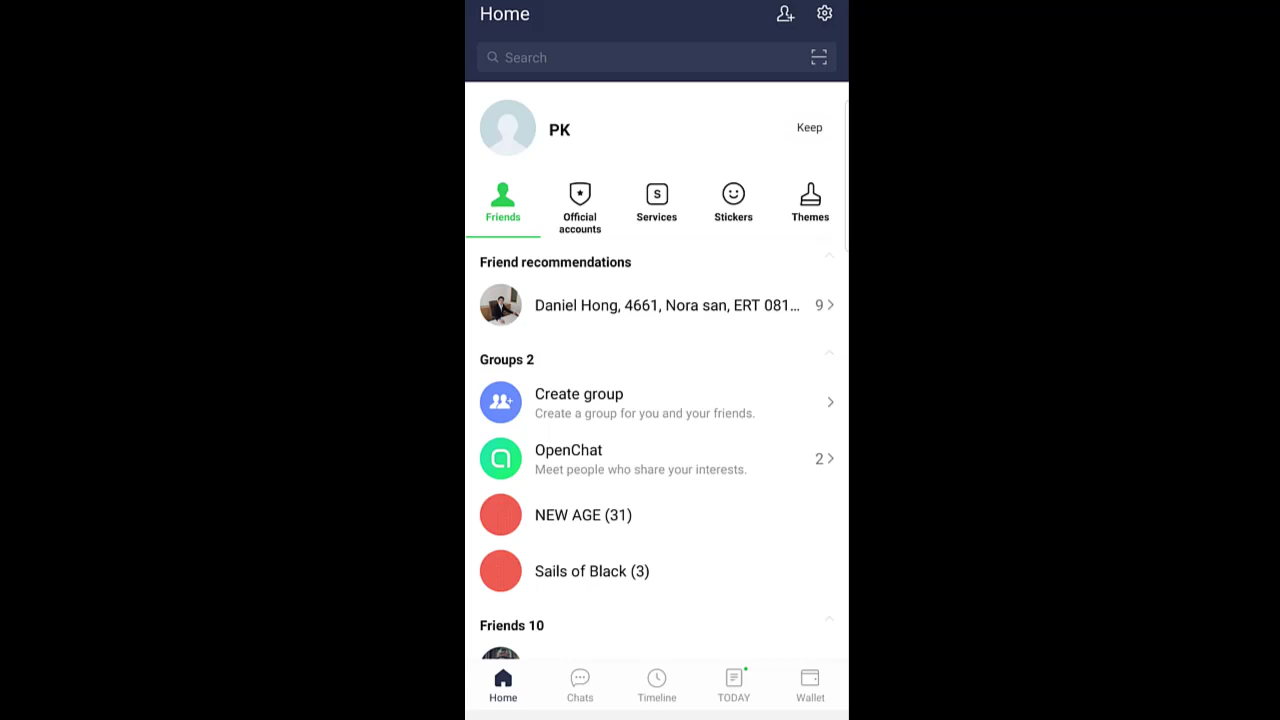 Home
Search
PK
Keep
Friends
Official
accounts
S
Services
Stickers
Themes
Friend recommendations
Daniel Hong, 4661, Nora san, ERT 081...
9
Groups 2
Create group
Create a group for you and your friends.
OpenChat
Meet people who share your interests.
2
NEW AGE (31)
Sails of Black (3)
Friends 10
Home
Chats
Timeline
TODAY
Wallet